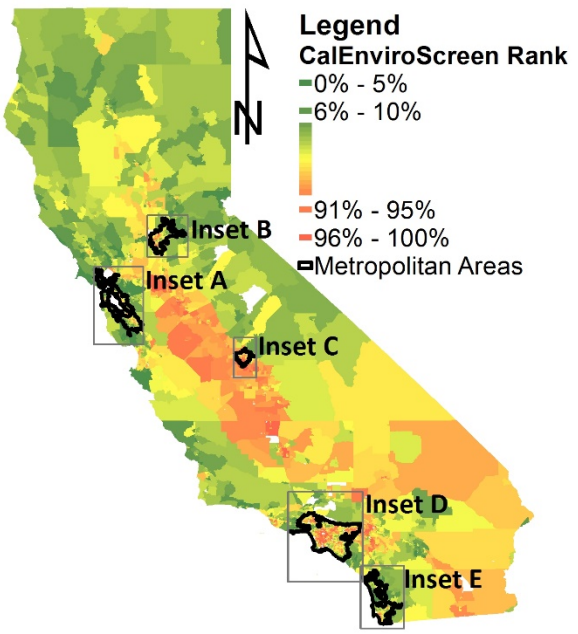 Legend
CalEnviroScreen Rank
0% - 5%
6% - 10%
91% - 95%
96% - 100%
Metropolitan Areas
N
Inset B
Inset A
Inset C
Inset D
Inset E